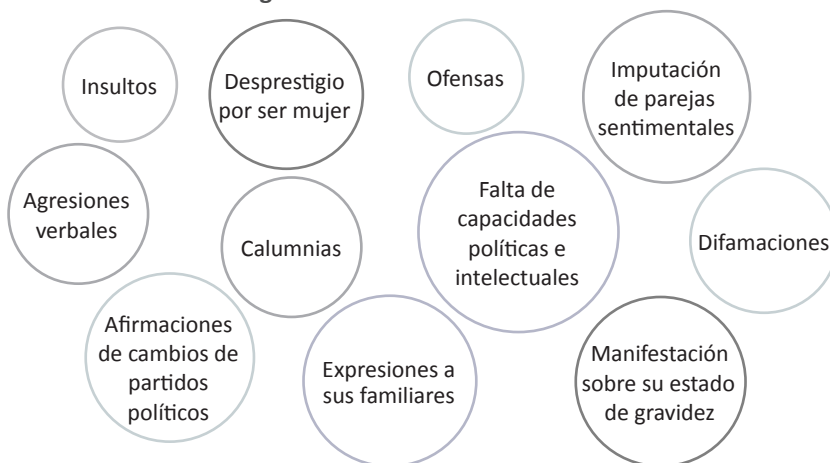 Insultos
Desprestigio
por ser mujer
Ofensas
Imputación
de parejas
sentimentales
Agresiones
verbales
Calumnias
Falta de
capacidades
políticas e
intelectuales
Difamaciones
Afirmaciones
de cambios de
partidos
políticos
Expresiones a
sus familiares
Manifestación
sobre su estado
de gravidez